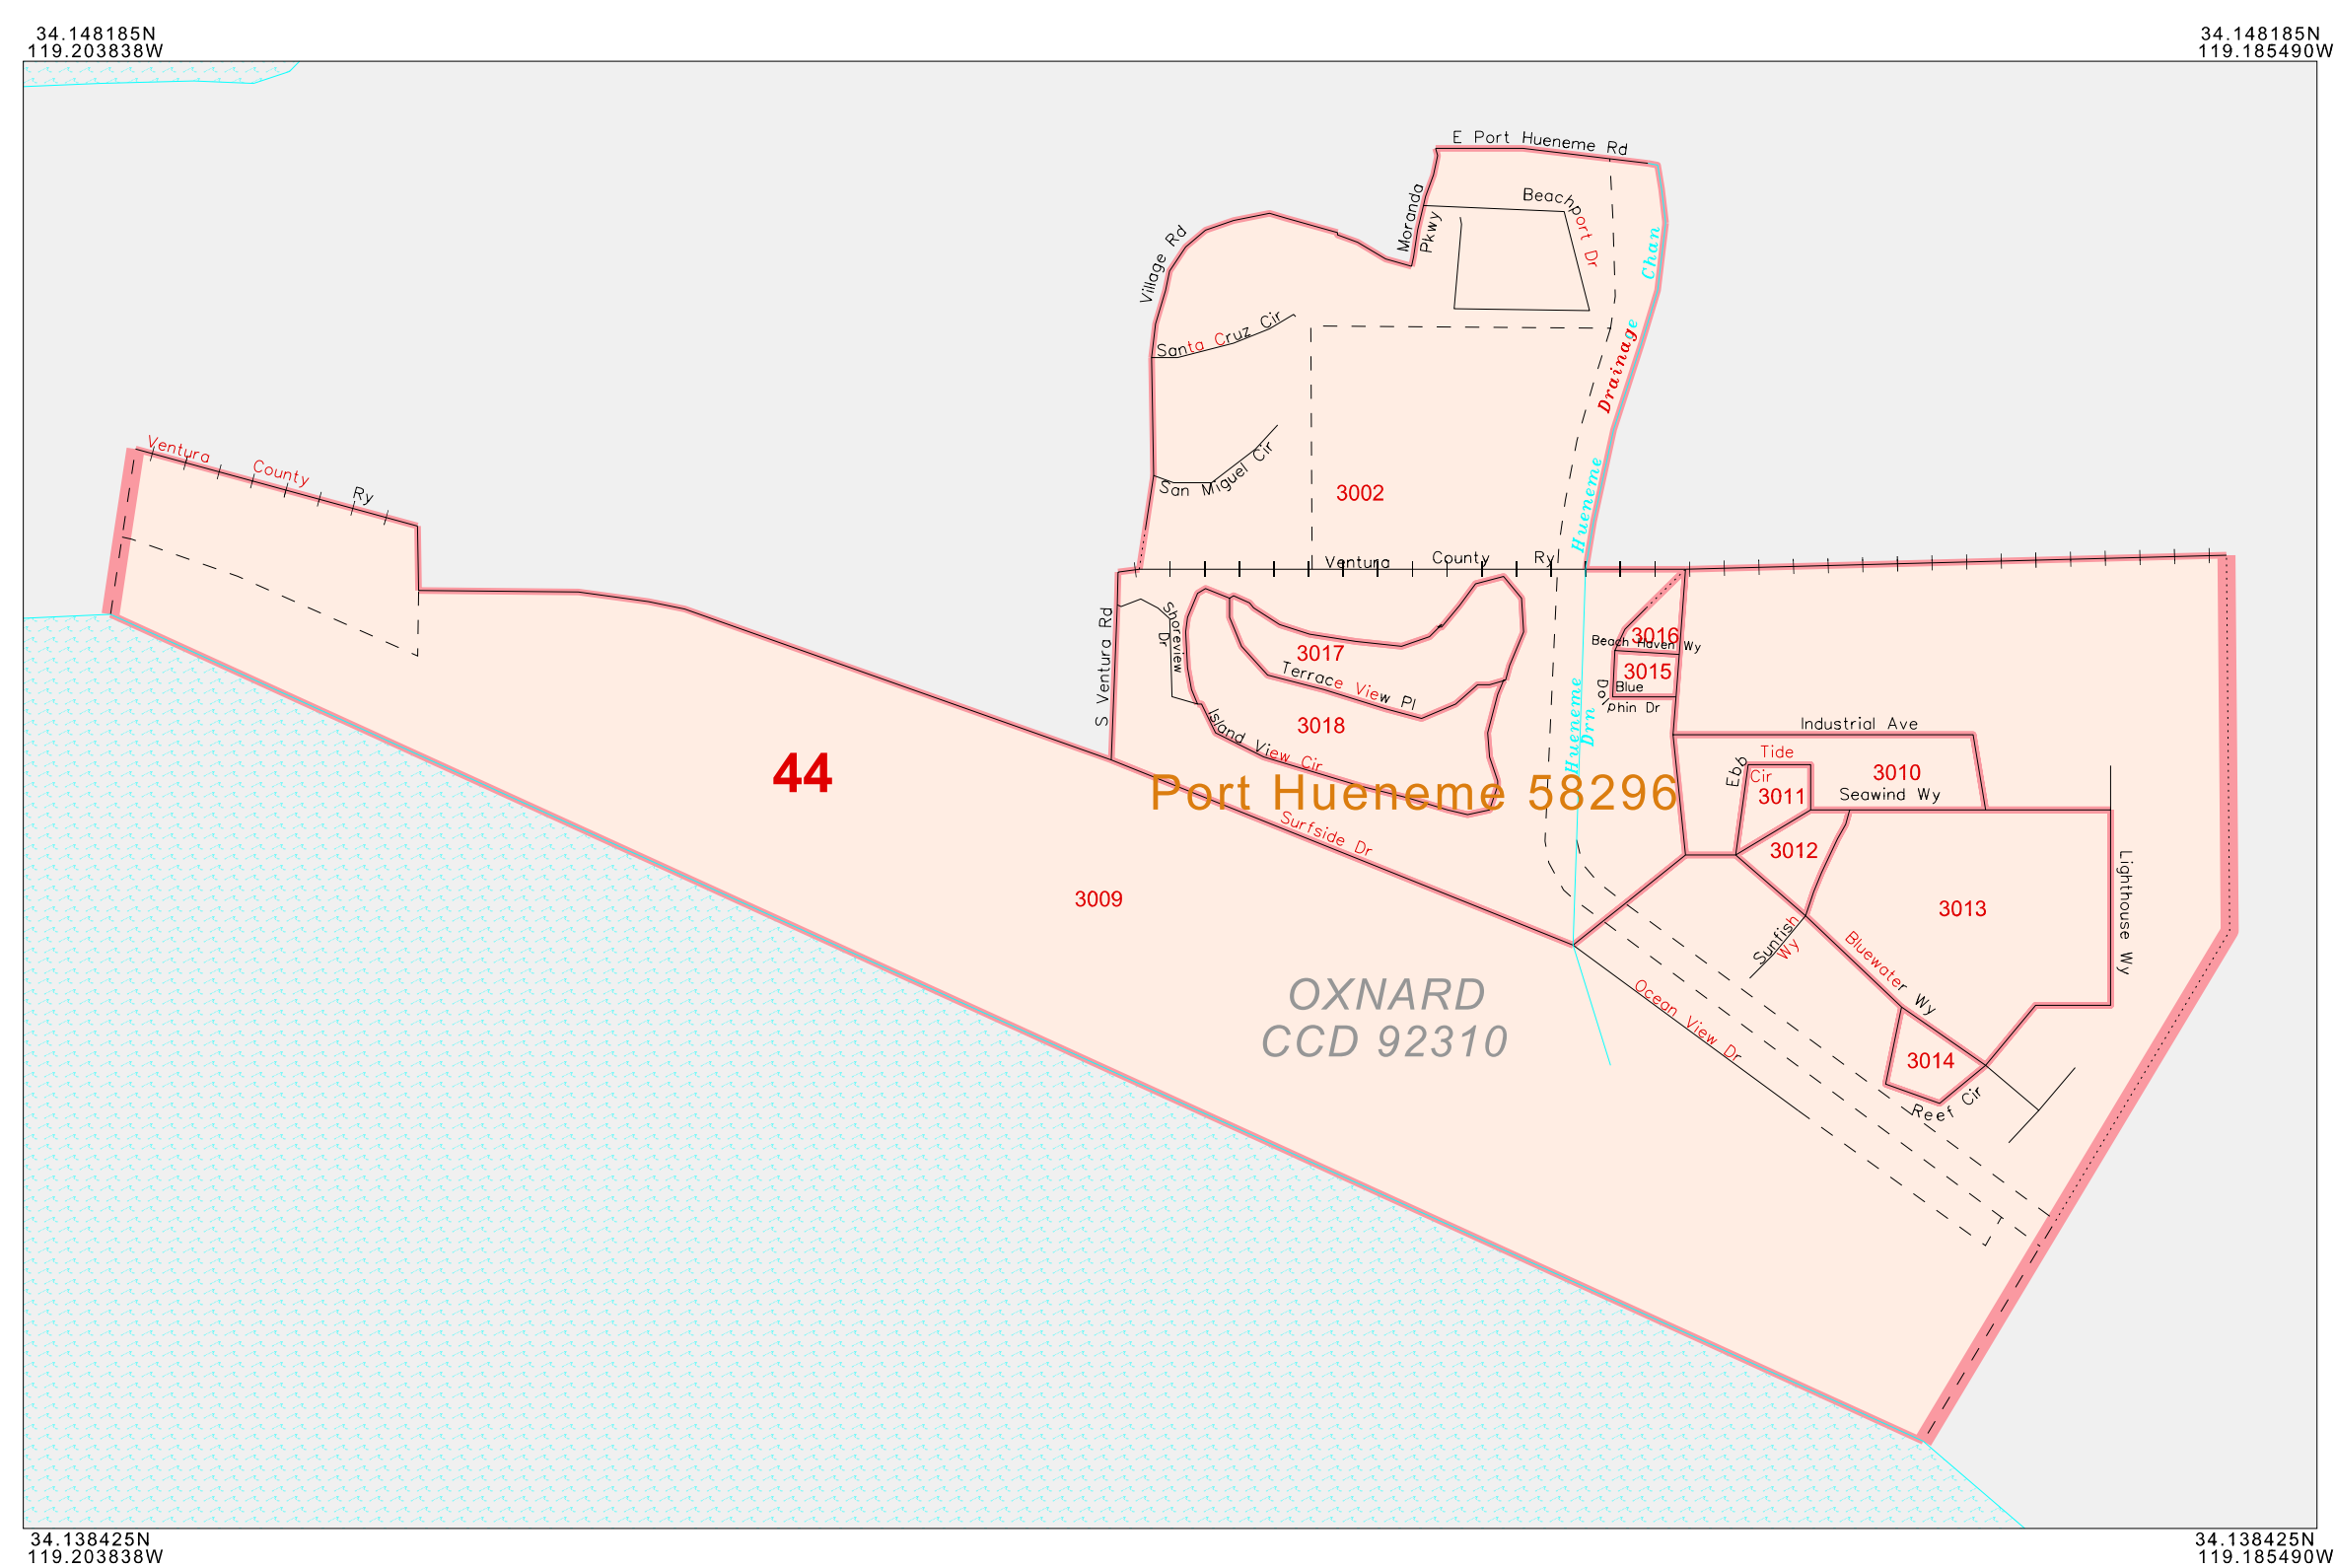 34.148185N
119.203838W
34.148185N
119.185490W
E Port Hueneme Rd
Beachport Dr
Moranda
Pkwy
Village Rd
Santa Cruz Cir
San Miguel Cir
Hueneme Drainage Chan
Ventura County Ry
3002
Ventura County Ry
S Ventura Rd
Shoreview
Dr
3017
Terrace View Pl
3018
Island View Cir
3016
Beach Haven Wy
3015
Blue
Dolphin Dr
Hueneme
Hueneme
Drn
Industrial Ave
Ebb
Tide
Cir
3010
3011
Seawind Wy
44
Port Hueneme 58296
Surfside Dr
3012
Lighthouse Wy
3009
3013
Sunfish
Wy
Bluewater Wy
OXNARD
CCD 92310
Ocean View Dr
3014
Reef Cir
34.138425N
119.203838W
34.138425N
119.185490W